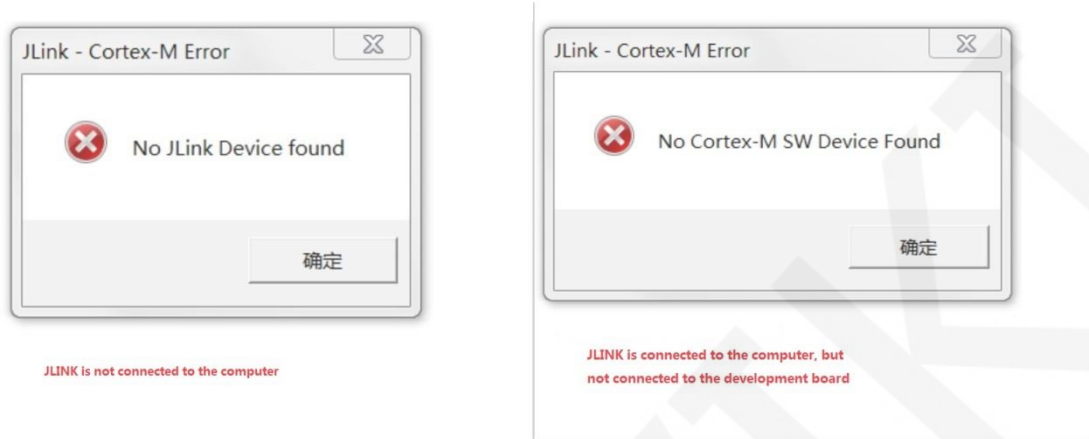 JLink - Cortex-M Error
No JLink Device found
确定
JLINK is not connected to the computer
JLink - Cortex-M Error
No Cortex-M SW Device Found
确定
JLINK is connected to the computer, but
not connected to the development board